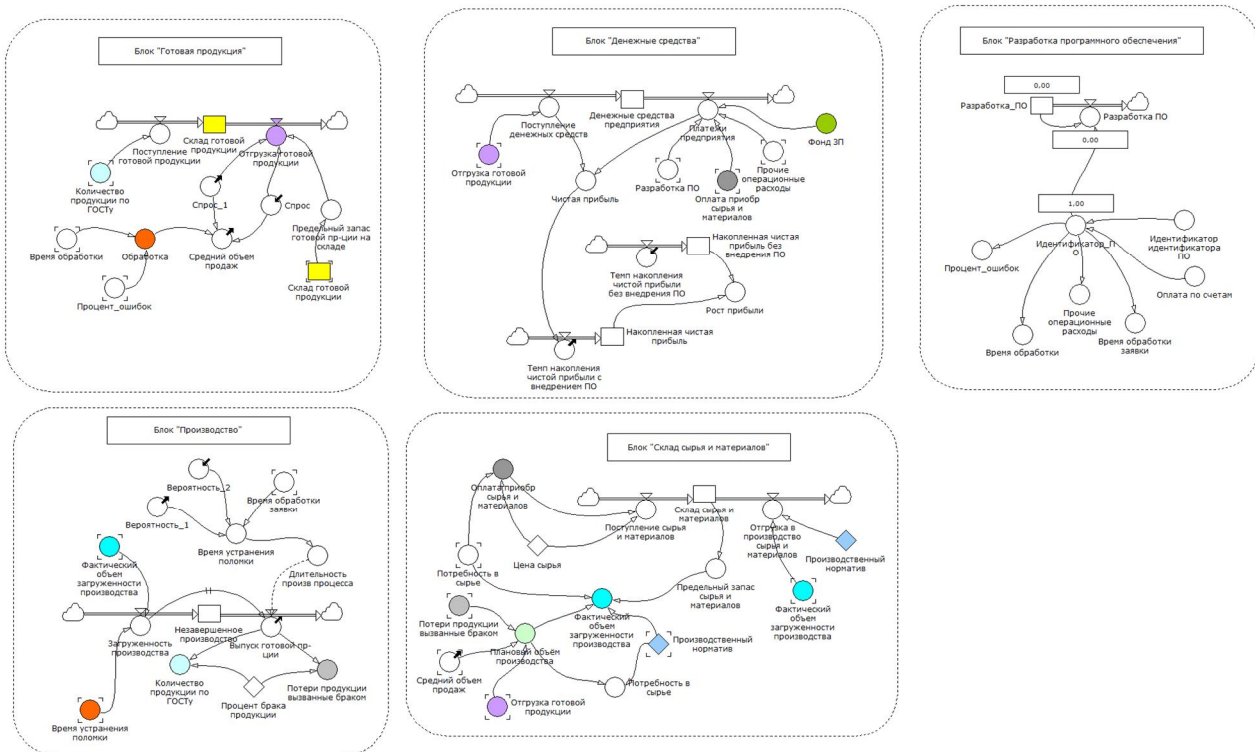 Блок "Готовая продукция"
Склад готовой
продукции
Поступление
готовой продукции
Отгрузка готовой
продукции
Количество
продукции по
ГОСТу
Спрос_1
Спрос
Предельный запас
готовой пр-ции на
складе
Время обработки
Обработка
Средний объем
продаж
Процент_ошибок
Склад готовой
продукции
Блок "Денежные средства"
Поступление
денежных средств
Денежные средства
предприятия
Платежи
предприятия
Фонд ЗП
Отгрузка готовой
продукции
Чистая прибыль
Разработка ПО
Оплата приобр
сырья и
материалов
Прочие
операционные
расходы
Накопленная чистая
прибыль без
внедрения ПО
Темп накопления
чистой прибыли
без внедрения ПО
Рост прибыли
Накопленная чистая
прибыль
Темп накопления
чистой прибыли с
внедрением ПО
Блок "Разработка программного обеспечения"
0,00
Разработка_ПО
Разработка ПО
0,00
1,00
Идентификатор_П
О
Идентификатор
идентификатора
ПО
Процент_ошибок
Оплата по счетам
Прочие
операционные
расходы
Время обработки
Время обработки
заявки
Блок "Производство"
Вероятность_2
Время обработки
заявки
Вероятность_1
Время устранения
поломки
Фактический
объем
загруженности
производства
Длительность
произв процесса
Незавершенное
производство
Загруженность
производства
Выпуск готовой пр-
ции
Количество
продукции по
ГОСТу
Процент брака
продукции
Потери продукции
вызванные браком
Время устранения
поломки
Блок "Склад сырья и материалов"
Оплата приобр
сырья и
материалов
Склад сырья и
материалов
Поступление сырья
и материалов
Отгрузка в
производство
сырья и
материалов
Производственный
норматив
Цена сырья
Потребность в
сырье
Предельный запас
сырья и
материалов
Фактический
объем
загруженности
производства
Потери продукции
вызванные браком
Фактический
объем
загруженности
производства
Плановый объем
производства
Производственный
норматив
Средний объем
продаж
Потребность в
сырье
Отгрузка готовой
продукции